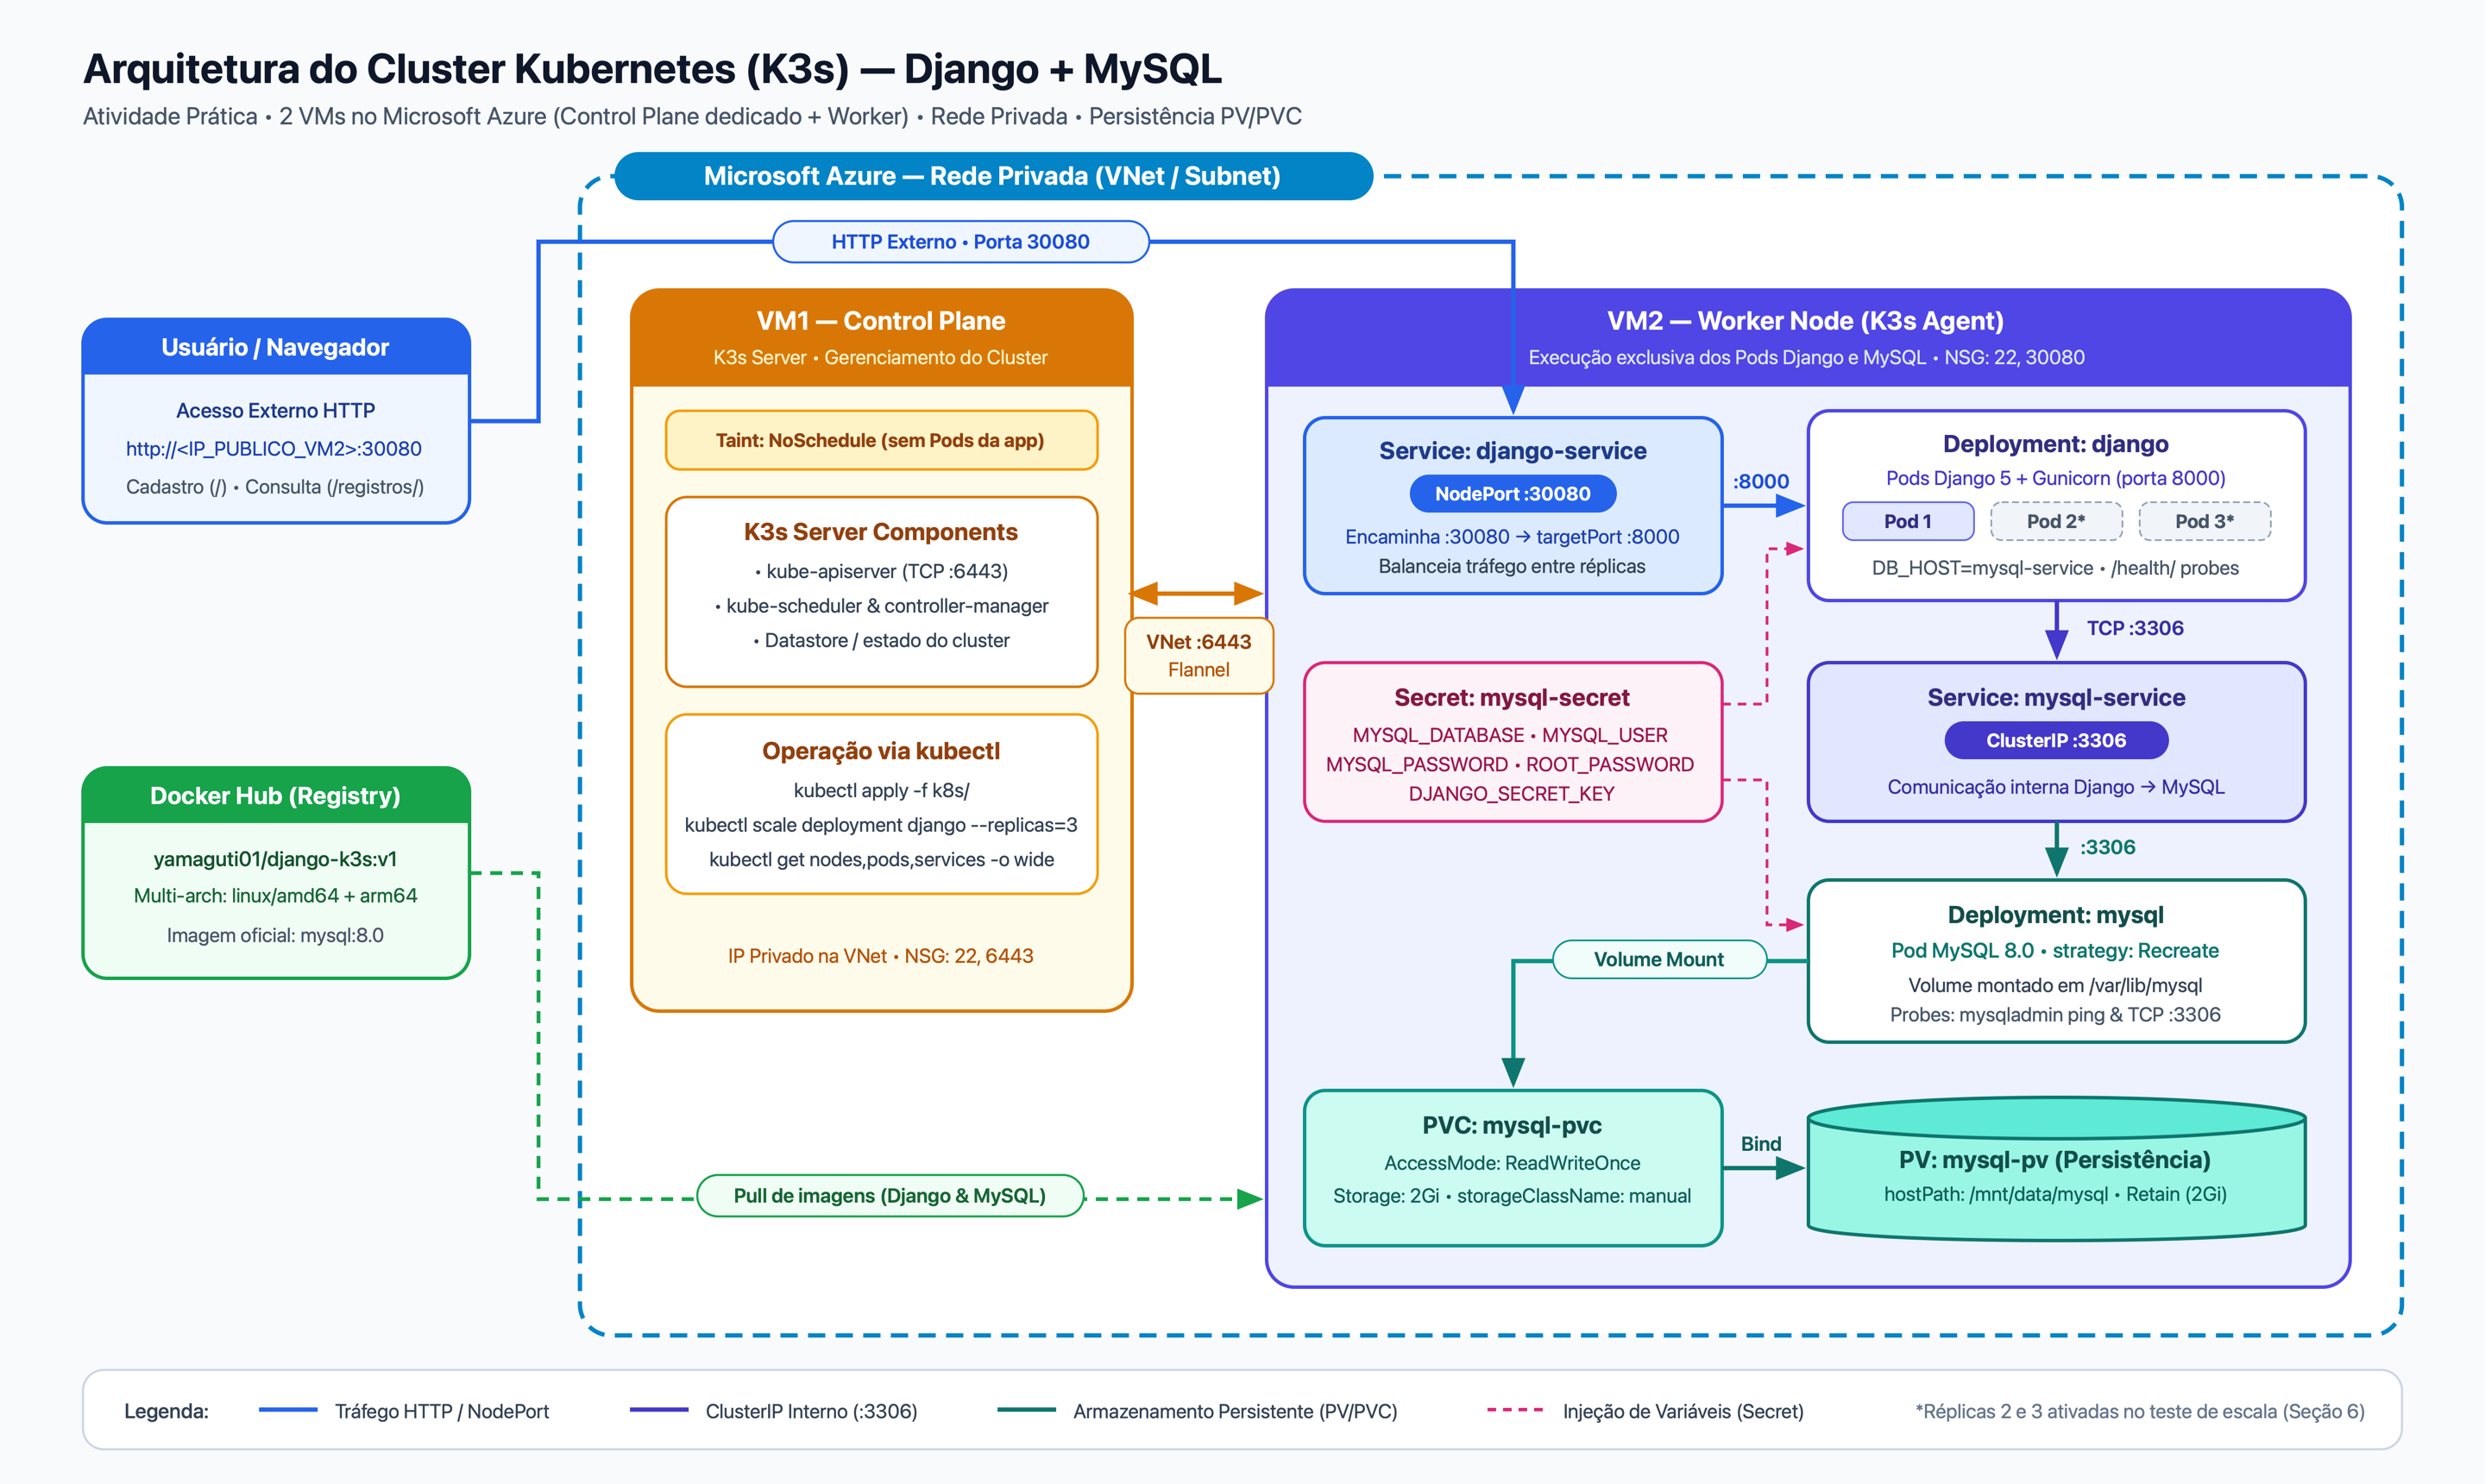 Arquitetura do Cluster Kubernetes (K3s) — Django + MySQL
Atividade Prática • 2 VMs no Microsoft Azure (Control Plane dedicado + Worker) • Rede Privada • Persistência PV/PVC
Microsoft Azure — Rede Privada (VNet / Subnet)
HTTP Externo • Porta 30080
Usuário / Navegador
Acesso Externo HTTP
http://<IP_PUBLICO_VM2>:30080
Cadastro (/) • Consulta (/registros/)
Docker Hub (Registry)
yamaguti01/django-k3s:v1
Multi-arch: linux/amd64 + arm64
Imagem oficial: mysql:8.0
VM1 — Control Plane
K3s Server • Gerenciamento do Cluster
Taint: NoSchedule (sem Pods da app)
K3s Server Components
• kube-apiserver (TCP :6443)
• kube-scheduler & controller-manager
• Datastore / estado do cluster
Operação via kubectl
kubectl apply -f k8s/
kubectl scale deployment django --replicas=3
kubectl get nodes,pods,services -o wide
IP Privado na VNet • NSG: 22, 6443
VNet :6443
Flannel
Pull de imagens (Django & MySQL)
VM2 — Worker Node (K3s Agent)
Execução exclusiva dos Pods Django e MySQL • NSG: 22, 30080
Service: django-service
NodePort :30080
Encaminha :30080 → targetPort :8000
Balanceia tráfego entre réplicas
:8000
Deployment: django
Pods Django 5 + Gunicorn (porta 8000)
Pod 1
Pod 2*
Pod 3*
DB_HOST=mysql-service • /health/ probes
TCP :3306
Secret: mysql-secret
MYSQL_DATABASE • MYSQL_USER
MYSQL_PASSWORD • ROOT_PASSWORD
DJANGO_SECRET_KEY
Service: mysql-service
ClusterIP :3306
Comunicação interna Django → MySQL
:3306
Deployment: mysql
Pod MySQL 8.0 • strategy: Recreate
Volume montado em /var/lib/mysql
Probes: mysqladmin ping & TCP :3306
Volume Mount
PVC: mysql-pvc
AccessMode: ReadWriteOnce
Storage: 2Gi • storageClassName: manual
Bind
PV: mysql-pv (Persistência)
hostPath: /mnt/data/mysql • Retain (2Gi)
Legenda:
Tráfego HTTP / NodePort
ClusterIP Interno (:3306)
Armazenamento Persistente (PV/PVC)
Injeção de Variáveis (Secret)
*Réplicas 2 e 3 ativadas no teste de escala (Seção 6)